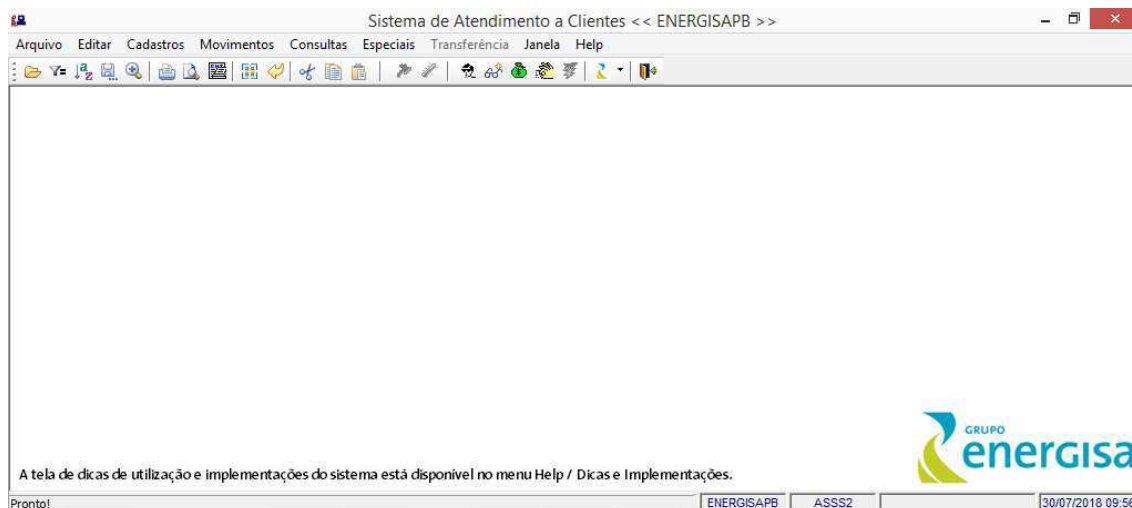 Sistema de Atendimento a Clientes << ENERGISAPB >>
Arquivo Editar Cadastros Movimentos Consultas Especiais Transferência Janela Help
GRUPO
energisa
A tela de dicas de utilização e implementações do sistema está disponível no menu Help / Dicas e Implementações.
Pronto! ENERGISAPB ASSS2 30/07/2018 09:56